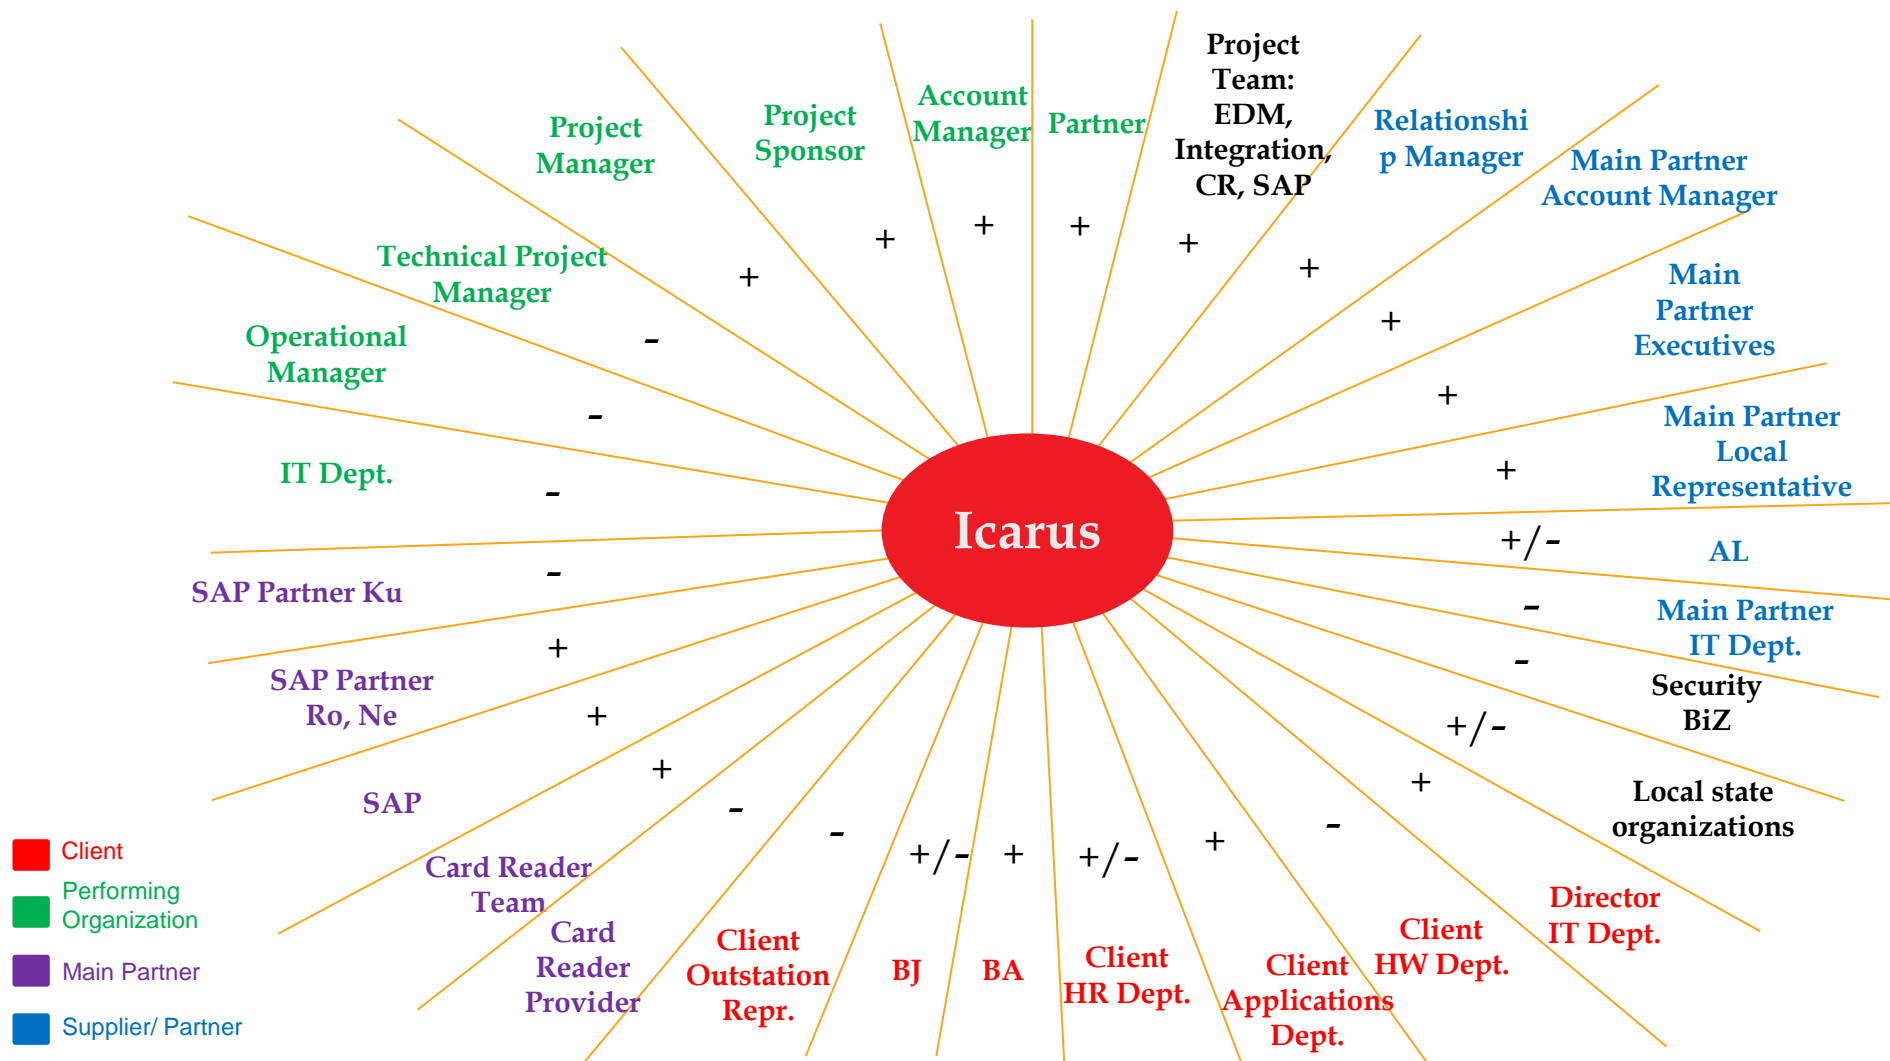 Project
Manager
Project
Sponsor
Account
Manager
Partner
Project
Team:
EDM,
Integration,
CR, SAP
Relationshi
p Manager
Main Partner
Account Manager
Main
Partner
Executives
Main Partner
Local
Representative
AL
Main Partner
IT Dept.
Security
BiZ
Local state
organizations
Director
IT Dept.
Client
HW Dept.
Client
Applications
Dept.
Client
HR Dept.
BA
BJ
Client
Outstation
Repr.
Card
Reader
Provider
Card Reader
Team
SAP
SAP Partner
Ro, Ne
SAP Partner Ku
IT Dept.
Operational
Manager
Technical Project
Manager
+
+
+
+
+
+
+
+
+
+/-
-
-
+/-
+
-
+
+/-
+
+/-
-
-
+
+
+
-
-
-
-
Icarus
Client
Performing
Organization
Main Partner
Supplier/ Partner